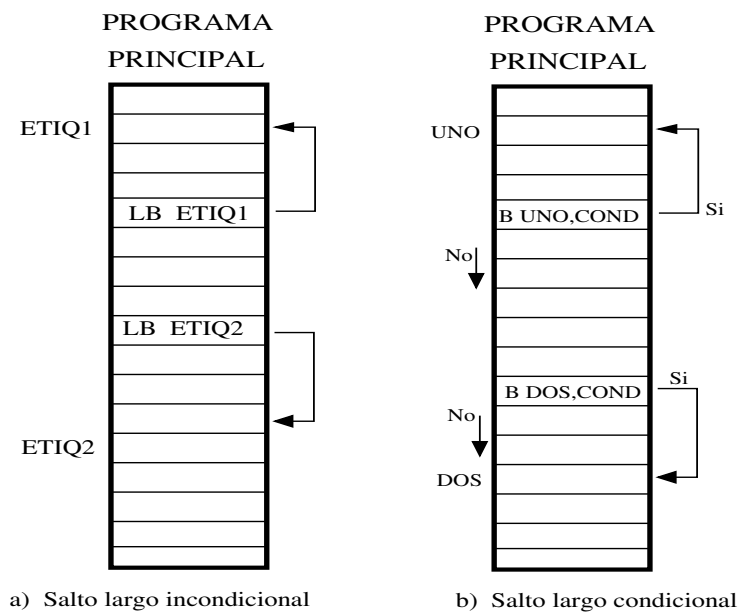 PROGRAMA
PRINCIPAL
ETIQ1
LB ETIQ1
LB ETIQ2
ETIQ2
a) Salto largo incondicional
PROGRAMA
PRINCIPAL
UNO
B UNO,COND
Si
No
B DOS,COND
Si
No
DOS
b) Salto largo condicional